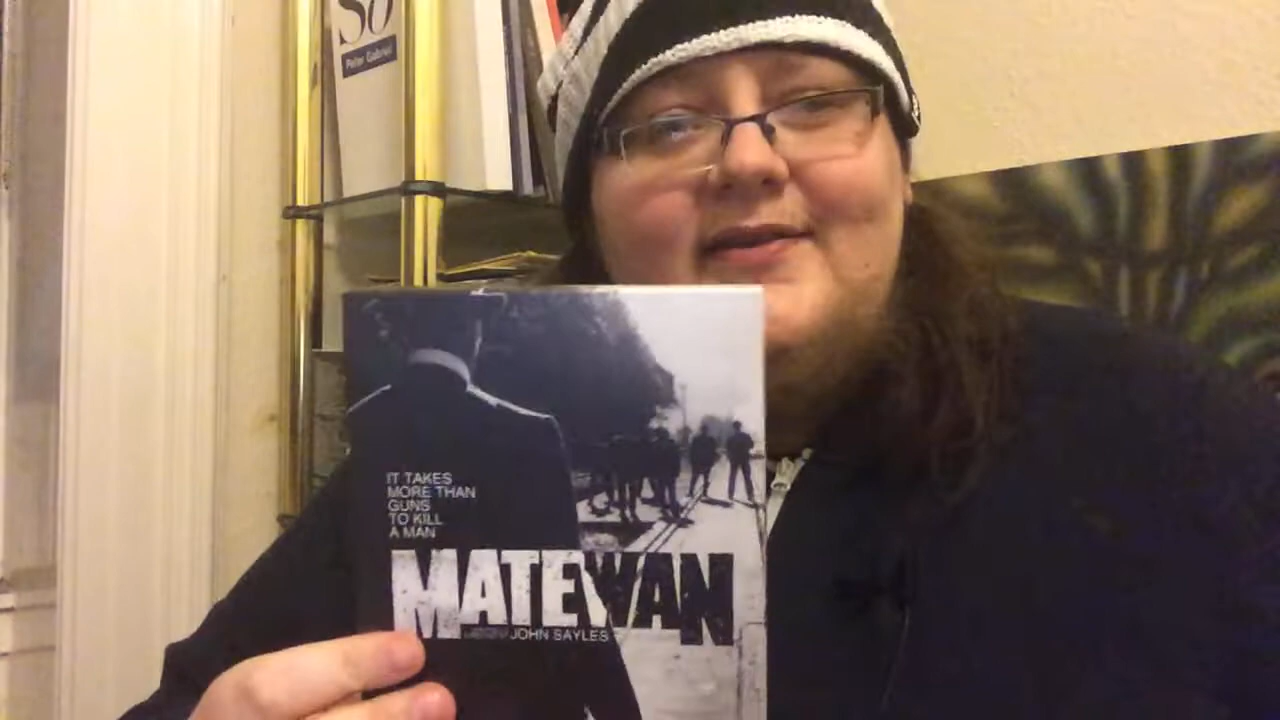 So
Peter Gabriel
IT TAKES
MORE THAN
GUNS
TO KILL
A MAN
MATEWAN
JOHN SAYLES